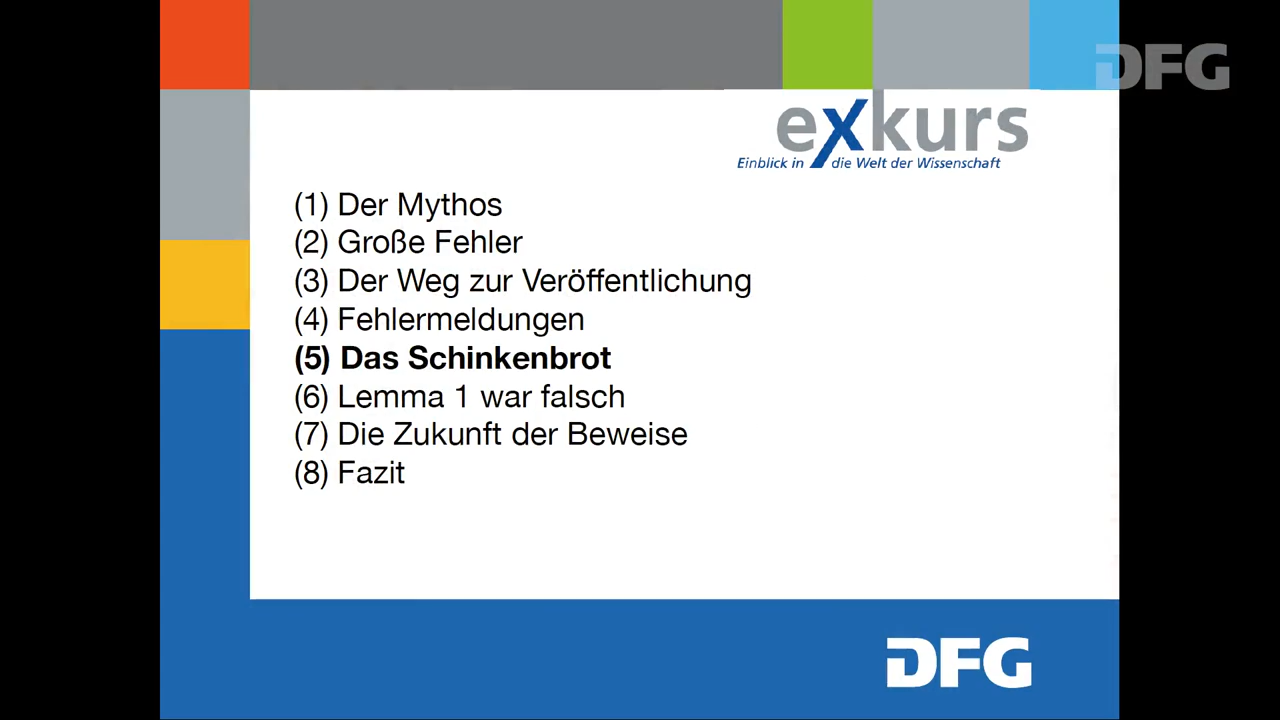 DFG
exkurs
Einblick in die Welt der Wissenschaft
(1) Der Mythos
(2) Große Fehler
(3) Der Weg zur Veröffentlichung
(4) Fehlermeldungen
(5) Das Schinkenbrot
(6) Lemma 1 war falsch
(7) Die Zukunft der Beweise
(8) Fazit
DFG